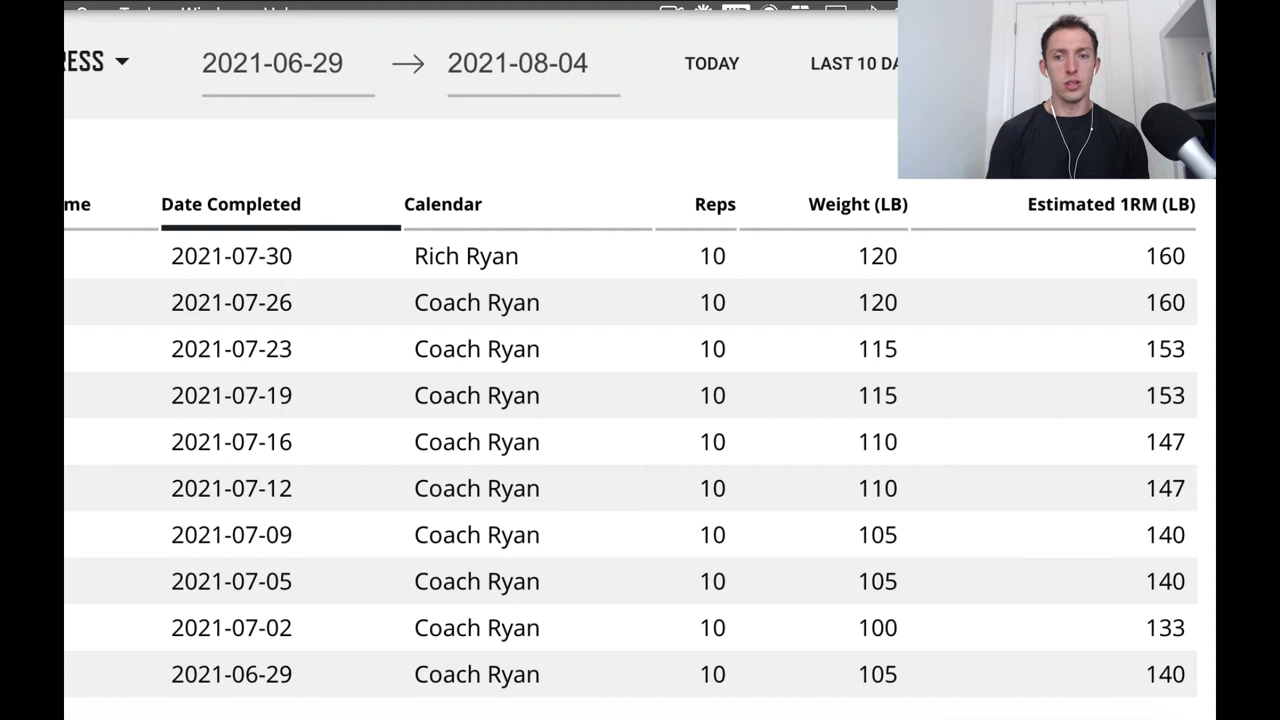 RESS 2021-06-29 → 2021-08-04 TODAY LAST 10 DA
me Date Completed Calendar Reps Weight (LB) Estimated 1RM (LB)
2021-07-30 Rich Ryan 10 120 160
2021-07-26 Coach Ryan 10 120 160
2021-07-23 Coach Ryan 10 115 153
2021-07-19 Coach Ryan 10 115 153
2021-07-16 Coach Ryan 10 110 147
2021-07-12 Coach Ryan 10 110 147
2021-07-09 Coach Ryan 10 105 140
2021-07-05 Coach Ryan 10 105 140
2021-07-02 Coach Ryan 10 100 133
2021-06-29 Coach Ryan 10 105 140